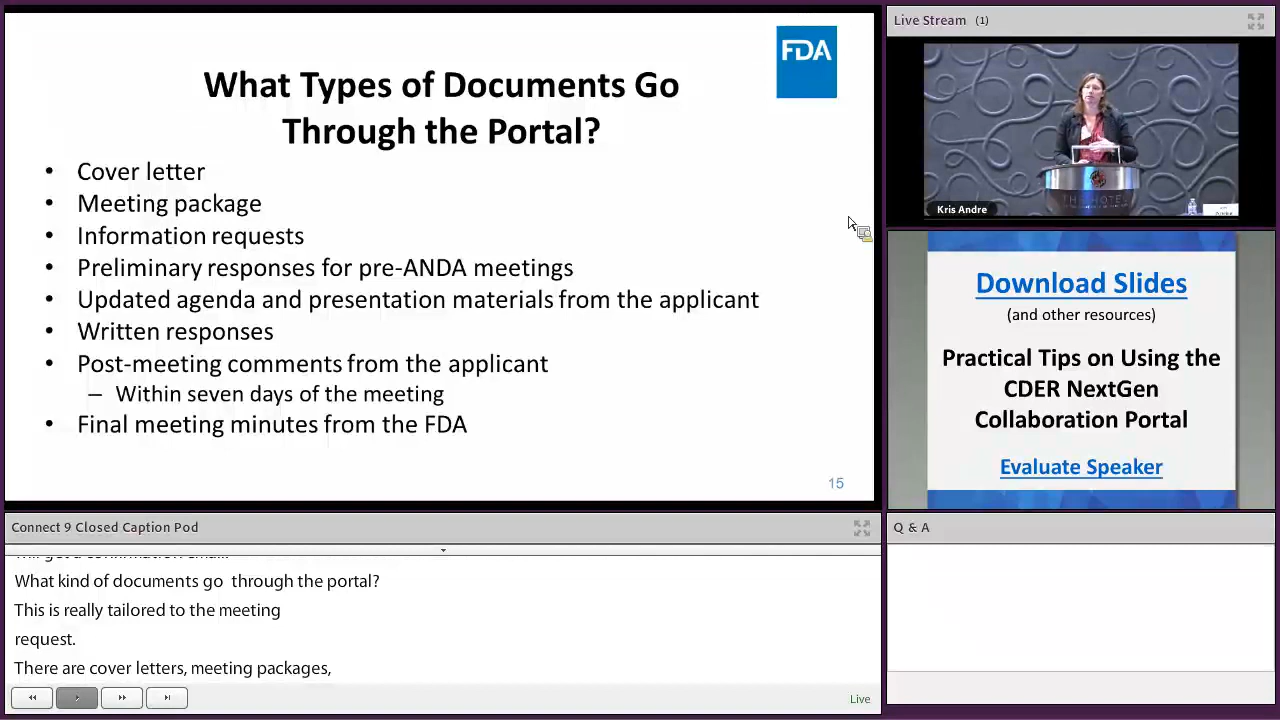 FDA
What Types of Documents Go
Through the Portal?
• Cover letter
• Meeting package
• Information requests
• Preliminary responses for pre-ANDA meetings
• Updated agenda and presentation materials from the applicant
• Written responses
• Post-meeting comments from the applicant
– Within seven days of the meeting
• Final meeting minutes from the FDA
15
Live Stream (1)
THE HOTEL
Kris Andre
Download Slides
(and other resources)
Practical Tips on Using the
CDER NextGen
Collaboration Portal
Evaluate Speaker
Connect 9 Closed Caption Pod
What kind of documents go through the portal?
This is really tailored to the meeting
request.
There are cover letters, meeting packages,
Live
Q & A